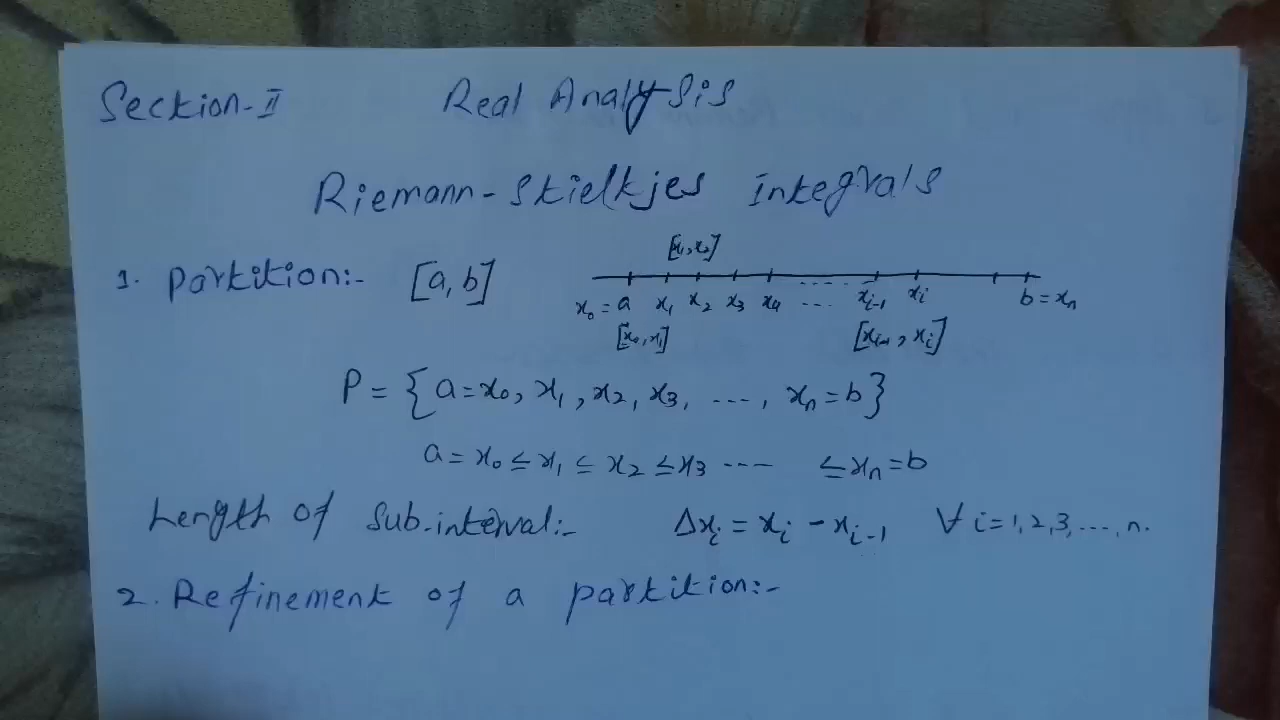 Section-II Real Analysis
Riemann-Stieltjes Integrals
[x₁,x₂]
1. Partition:- [a,b]
x₀ = a x₁ x₂ x₃ x₄ .... xᵢ₋₁ xᵢ b = xₙ
[x₀,x₁] [xᵢ₋₁, xᵢ]
P = {a=x₀, x₁, x₂, x₃, ---, xₙ=b}
a = x₀ ≤ x₁ ≤ x₂ ≤ x₃ ---- ≤ xₙ = b
Length of sub-interval:- Δxᵢ = xᵢ - xᵢ₋₁ ∀ i=1,2,3,...,n.
2. Refinement of a partition:-